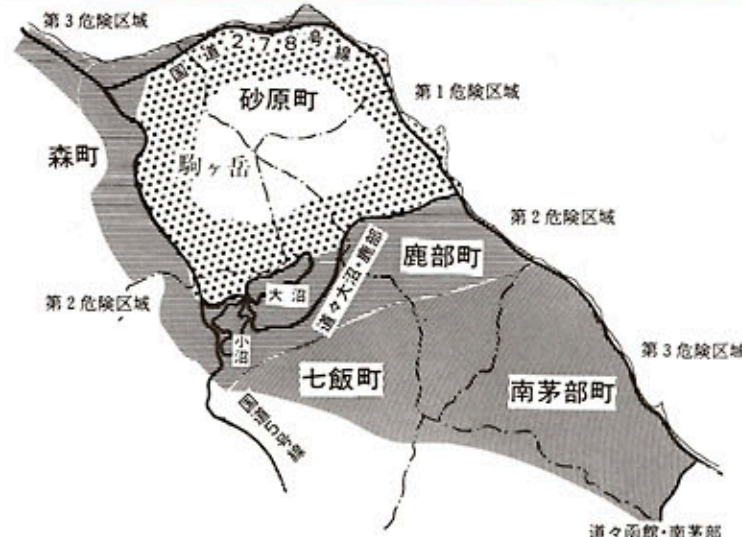 第3危険区域
国道278号線
砂原町
第1危険区域
森町
駒ヶ岳
第2危険区域
鹿部町
道々大沼・鹿部
大沼
第2危険区域
小沼
第3危険区域
七飯町
南茅部町
国道5号線
道々函館・南茅部